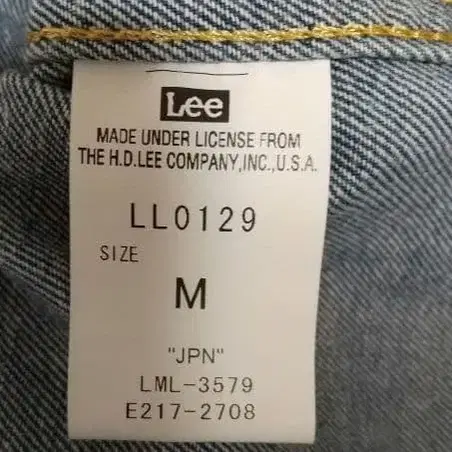 Lee
MADE UNDER LICENSE FROM
THE H.D.LEE COMPANY,INC.,U.S.A.
LL0129
SIZE
M
"JPN"
LML-3579
E217-2708